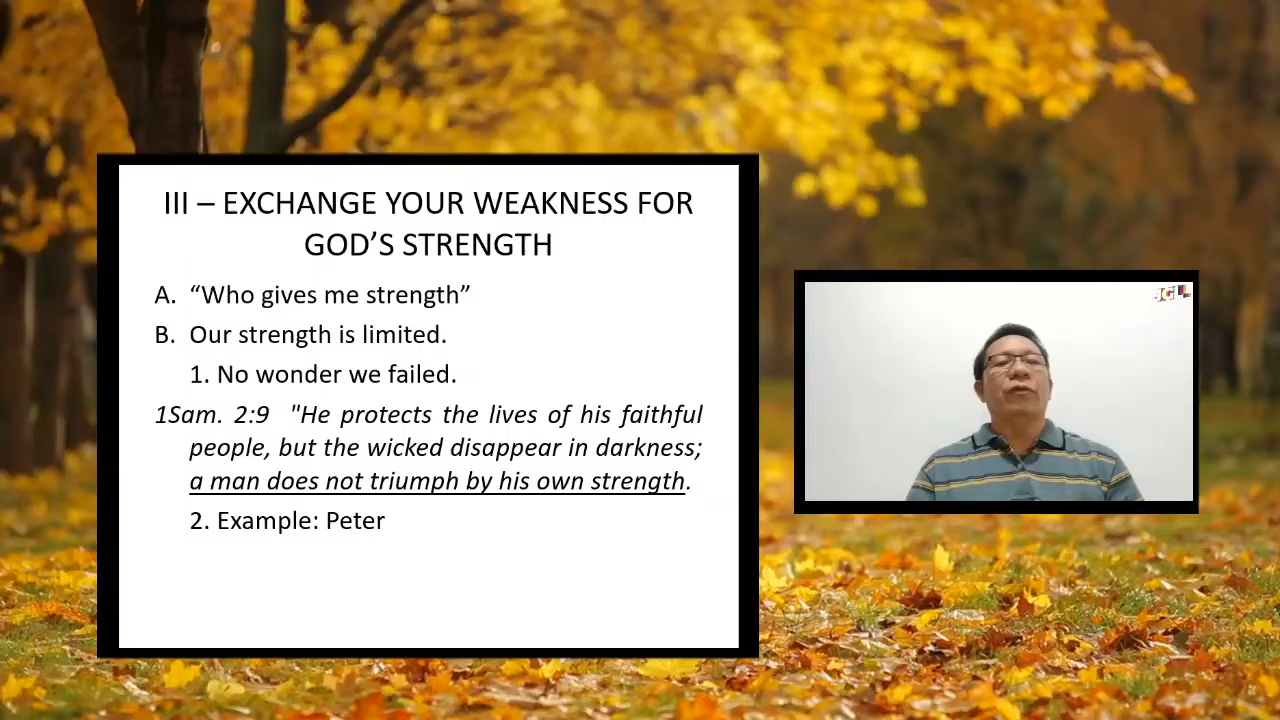 III – EXCHANGE YOUR WEAKNESS FOR
GOD’S STRENGTH
A. “Who gives me strength”
B. Our strength is limited.
1. No wonder we failed.
1Sam. 2:9 "He protects the lives of his faithful
people, but the wicked disappear in darkness;
a man does not triumph by his own strength.
2. Example: Peter